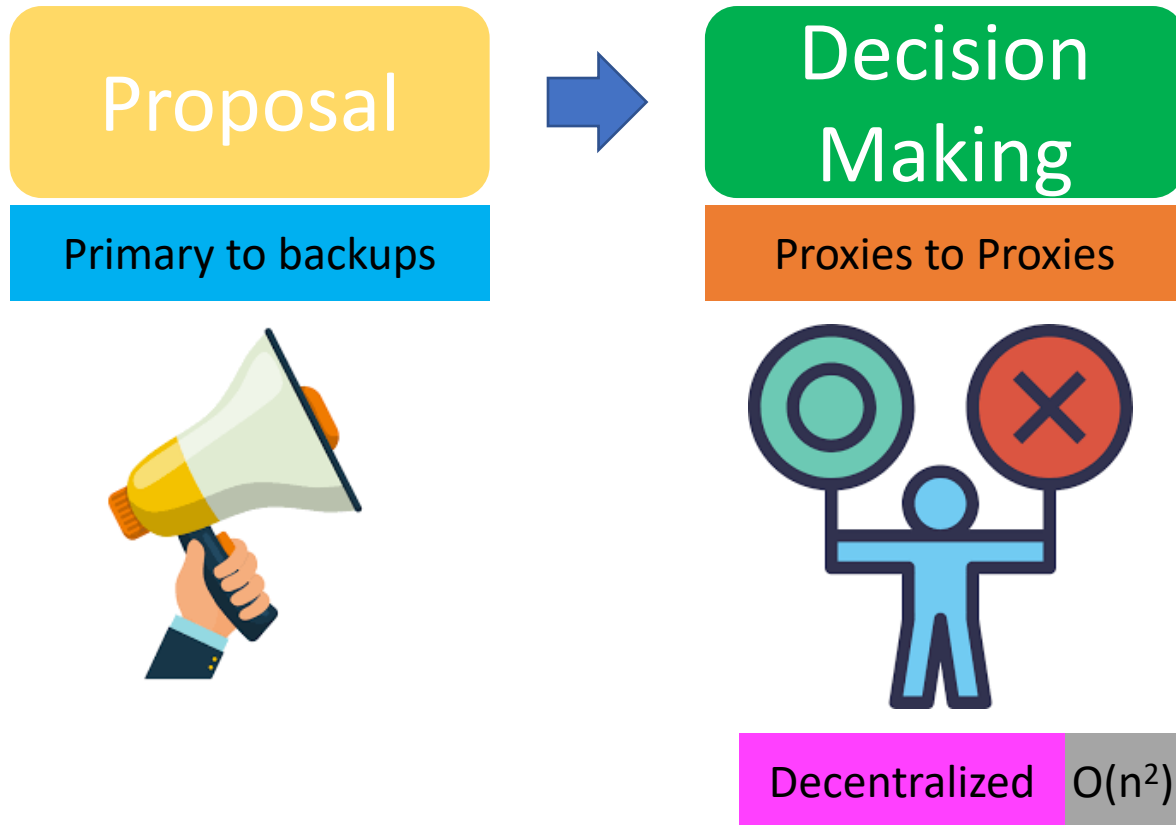 Proposal
Decision
Making
Primary to backups
Proxies to Proxies
Decentralized
O(n²)